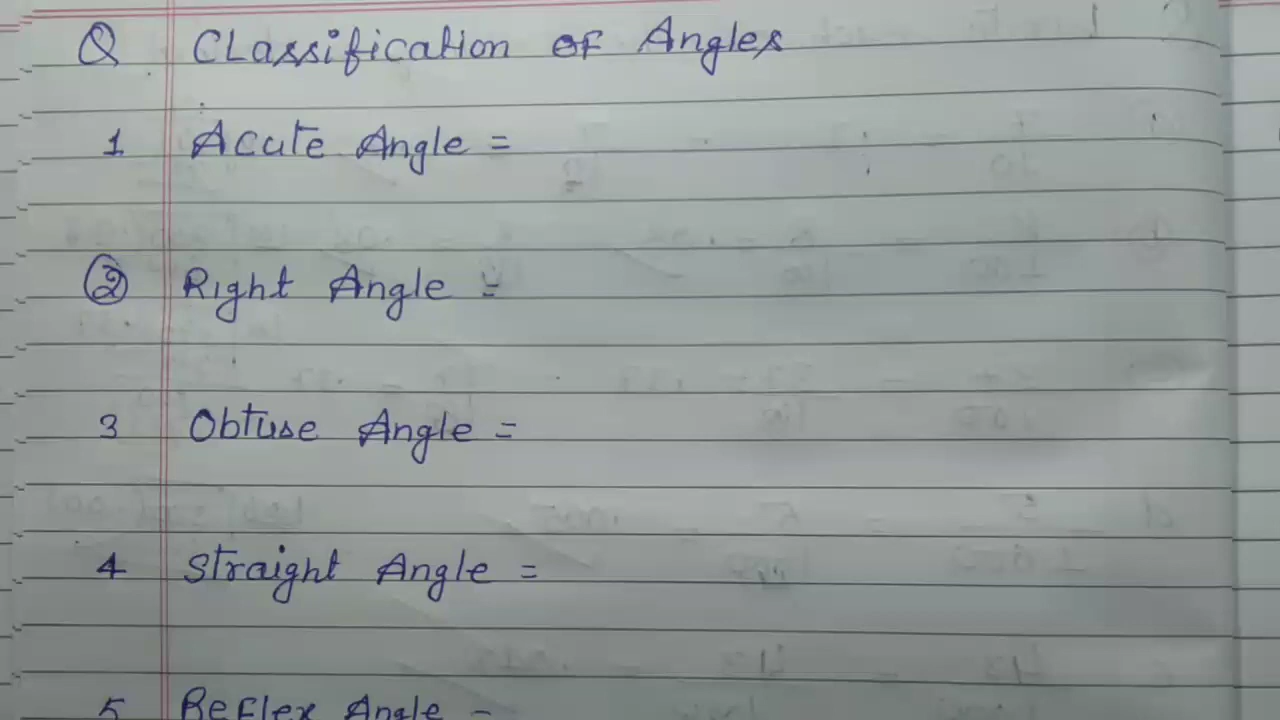 Q Classification of Angles
1 Acute Angle =
2 Right Angle =
3 Obtuse Angle =
4 Straight Angle =
5 Reflex Angle =